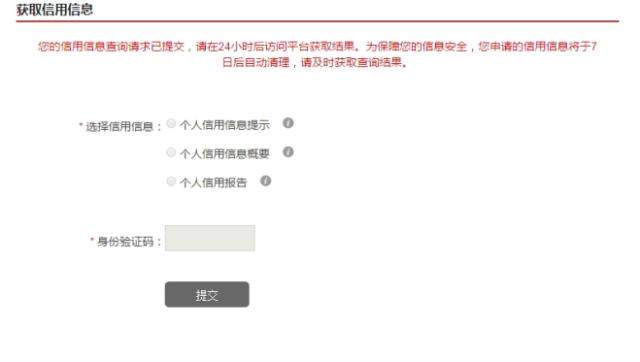 获取信用信息
您的信用信息查询请求已提交，请在24小时后访问平台获取结果。为保障您的信息安全，您申请的信用信息将于7
日后自动清理，请及时获取查询结果。
*选择信用信息： 个人信用信息提示 i
个人信用信息概要 i
个人信用报告 i
*身份验证码：
提交